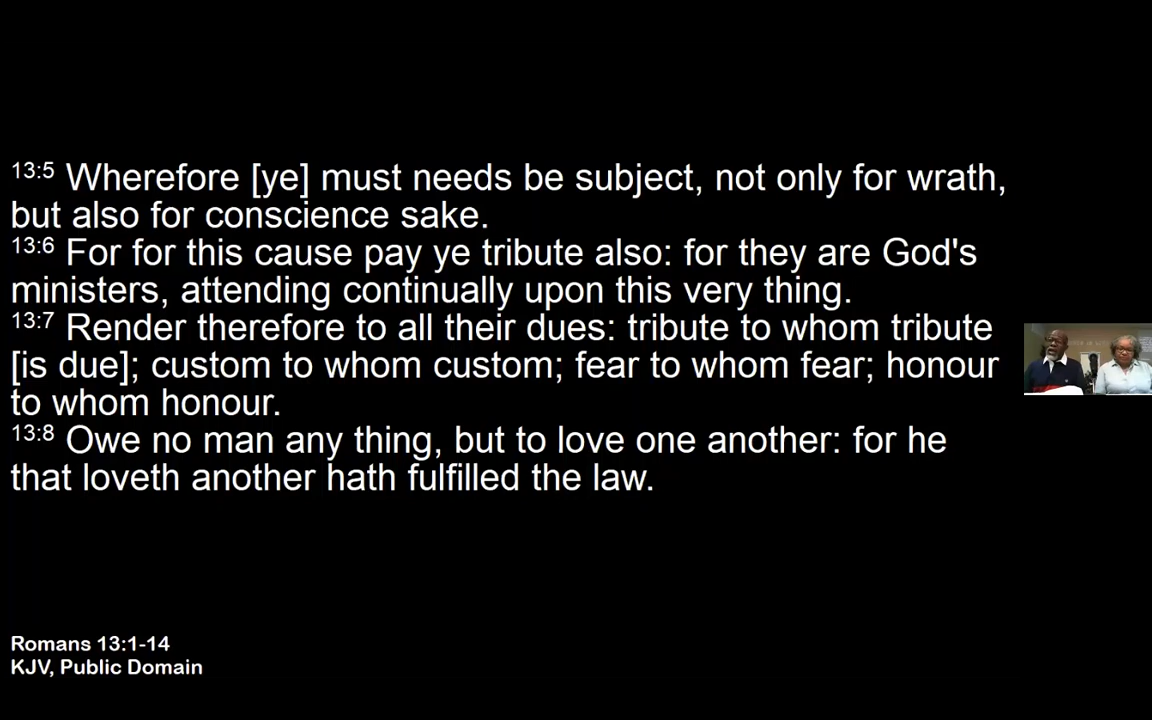 13:5 Wherefore [ye] must needs be subject, not only for wrath,
but also for conscience sake.
13:6 For for this cause pay ye tribute also: for they are God's
ministers, attending continually upon this very thing.
13:7 Render therefore to all their dues: tribute to whom tribute
[is due]; custom to whom custom; fear to whom fear; honour
to whom honour.
13:8 Owe no man any thing, but to love one another: for he
that loveth another hath fulfilled the law.
Romans 13:1-14
KJV, Public Domain